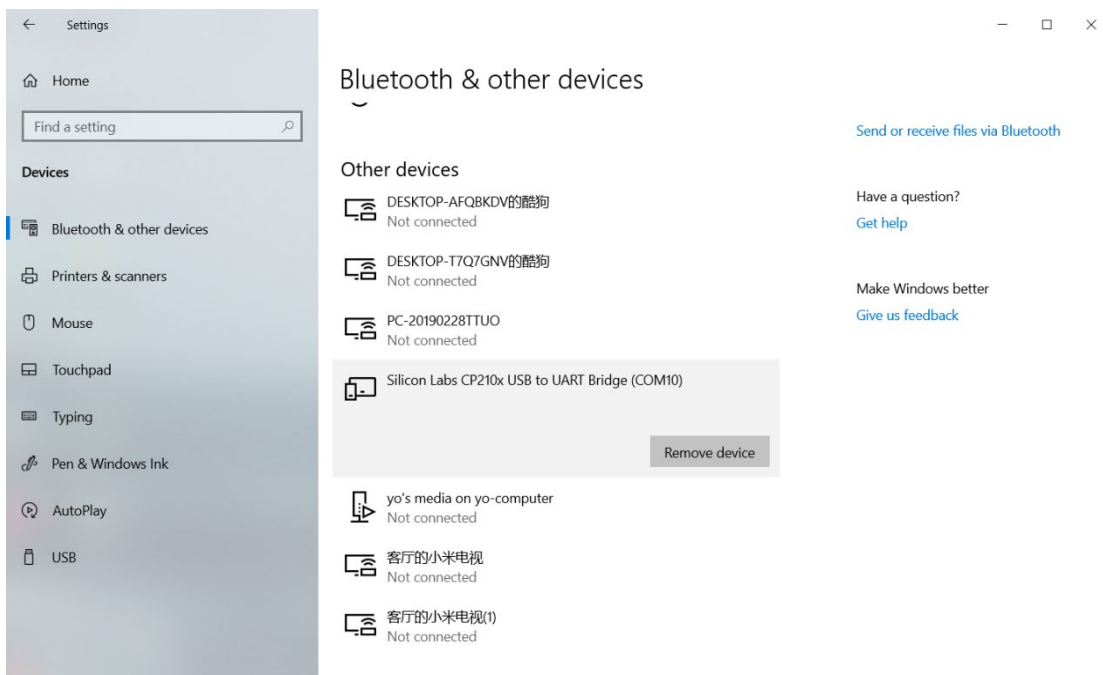 Settings
Home
Find a setting
Devices
Bluetooth & other devices
Printers & scanners
Mouse
Touchpad
Typing
Pen & Windows Ink
AutoPlay
USB
Bluetooth & other devices
Other devices
DESKTOP-AFQBKDV的酷狗
Not connected
DESKTOP-T7Q7GNV的酷狗
Not connected
PC-20190228TTUO
Not connected
Silicon Labs CP210x USB to UART Bridge (COM10)
Remove device
yo's media on yo-computer
Not connected
客厅的小米电视
Not connected
客厅的小米电视(1)
Not connected
Send or receive files via Bluetooth
Have a question?
Get help
Make Windows better
Give us feedback